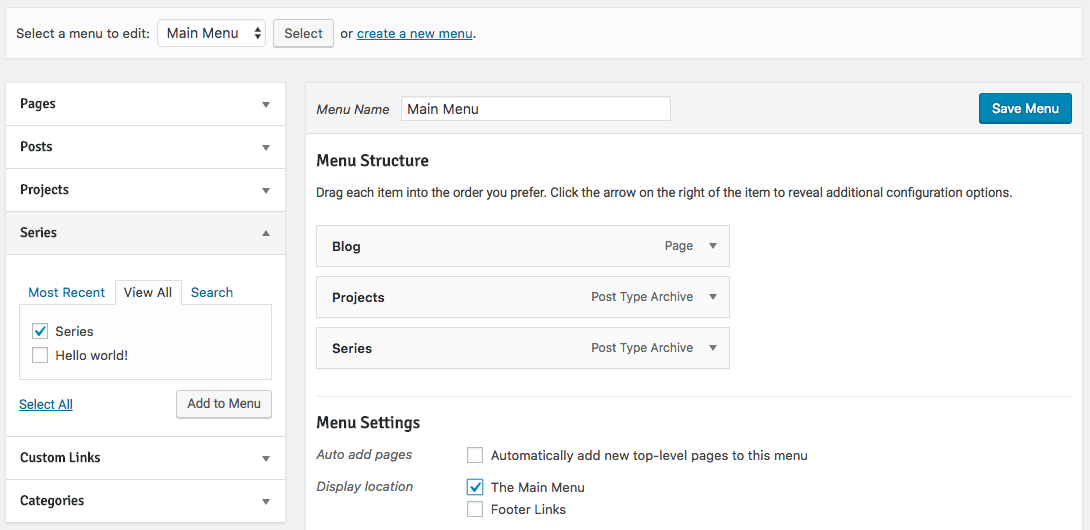 Select a menu to edit: Main Menu Select or create a new menu.
Pages
Posts
Projects
Series
Most Recent View All Search
Series
Hello world!
Select All Add to Menu
Custom Links
Categories
Menu Name Main Menu Save Menu
Menu Structure
Drag each item into the order you prefer. Click the arrow on the right of the item to reveal additional configuration options.
Blog Page
Projects Post Type Archive
Series Post Type Archive
Menu Settings
Auto add pages Automatically add new top-level pages to this menu
Display location The Main Menu
Footer Links